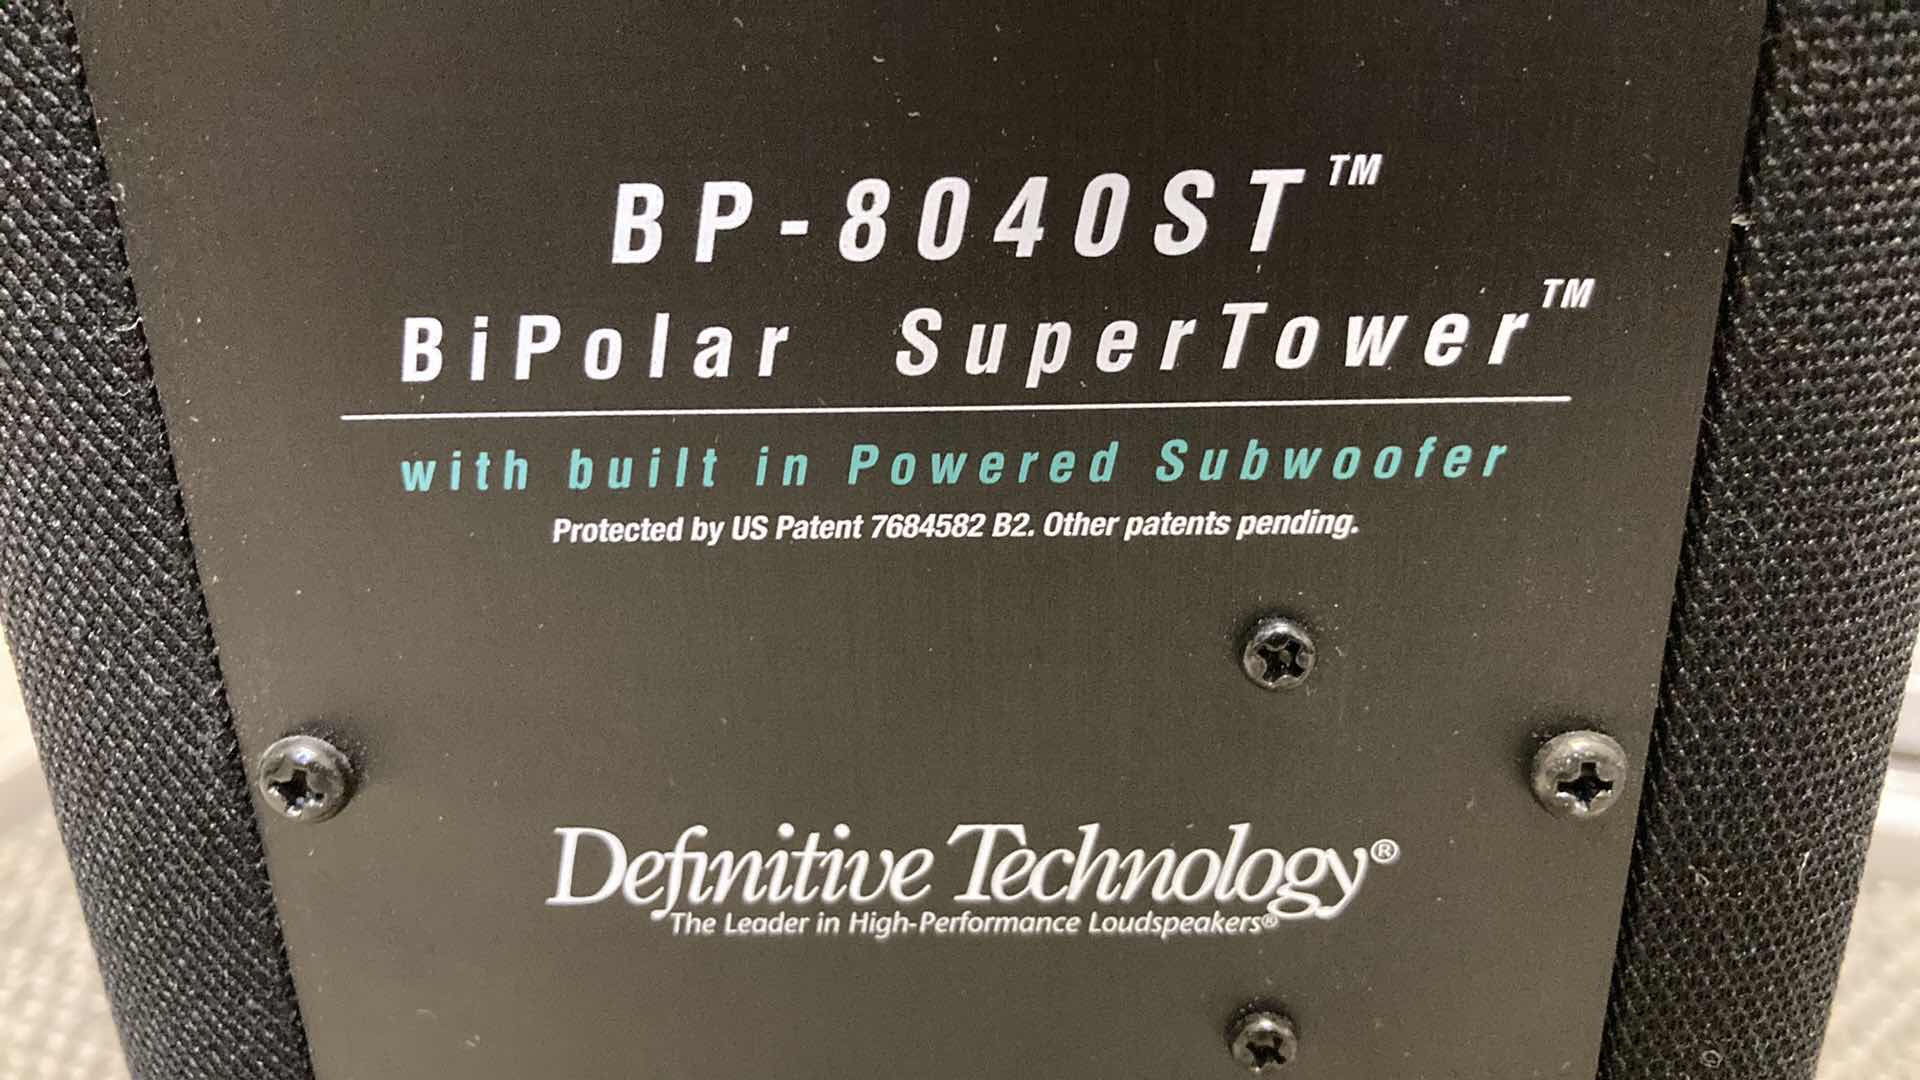 BP-8040ST™
BiPolar SuperTower™
with built in Powered Subwoofer
Protected by US Patent 7684582 B2. Other patents pending.
Definitive Technology®
The Leader in High-Performance Loudspeakers®